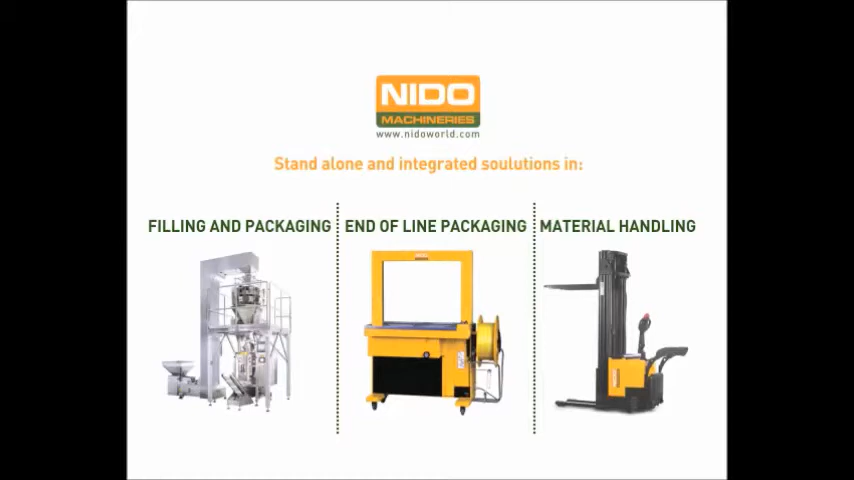 NIDO
MACHINERIES
www.nidoworld.com
Stand alone and integrated soulutions in:
FILLING AND PACKAGING
END OF LINE PACKAGING
MATERIAL HANDLING